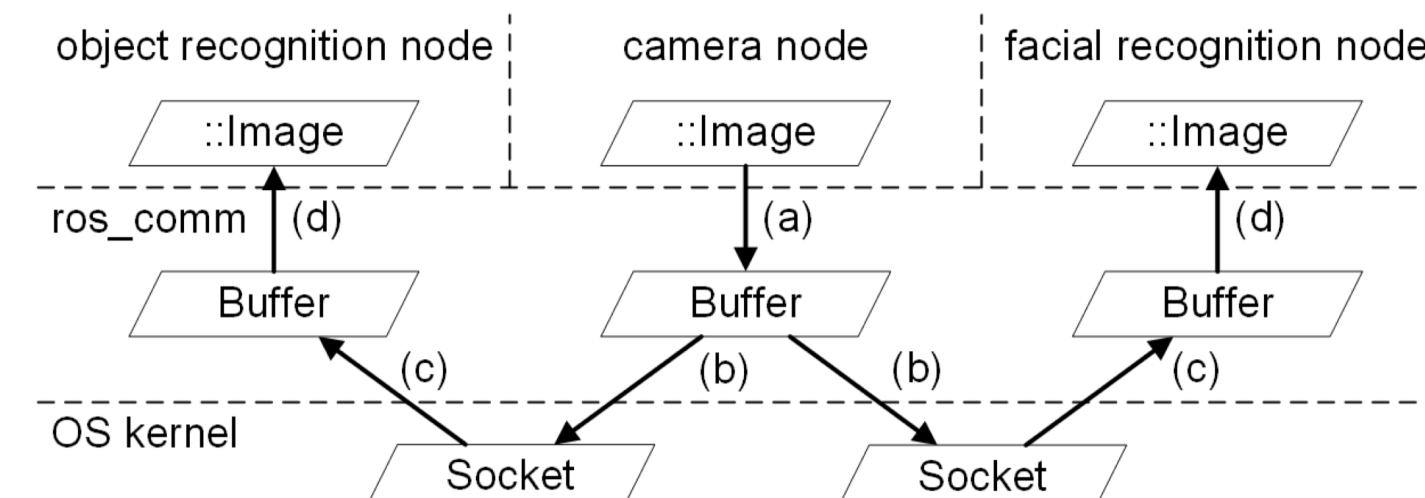 object recognition node
camera node
facial recognition node
::Image
::Image
::Image
ros_comm
(d)
(a)
(d)
Buffer
Buffer
Buffer
(c)
(b)
(b)
(c)
OS kernel
Socket
Socket